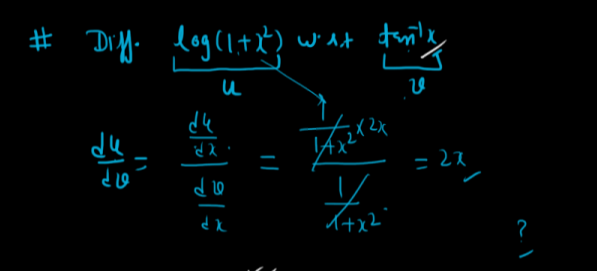 # Diff. log(1+x²) w.r.t tan⁻¹x
u v
du/dv = (du/dx)/(dv/dx) = (1/(1+x²) × 2x)/(1/(1+x²)) = 2x
?